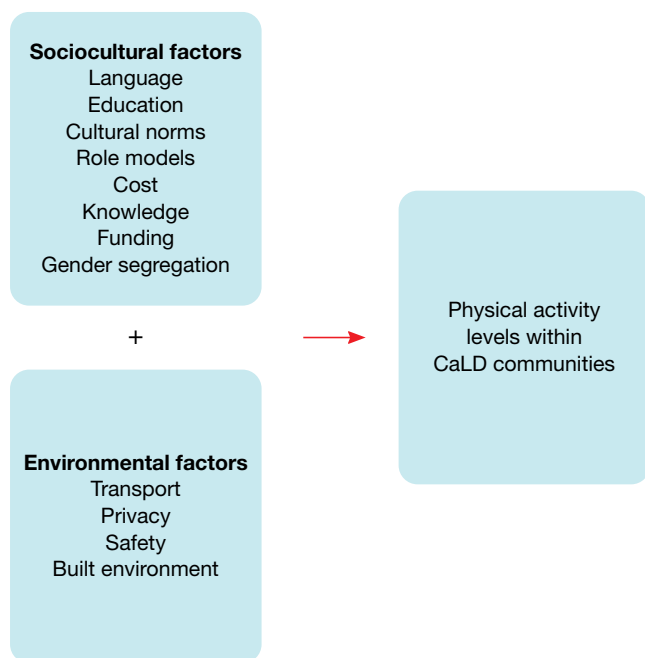 Sociocultural factors
Language
Education
Cultural norms
Role models
Cost
Knowledge
Funding
Gender segregation
+
Environmental factors
Transport
Privacy
Safety
Built environment
Physical activity
levels within
CaLD communities